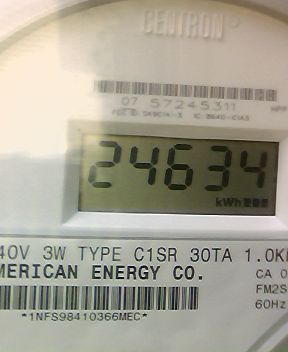 CENTRON®
07 57245311
24634
kWh
40V 3W TYPE C1SR 30TA 1.0K
MERICAN ENERGY CO.
CA 0
FM2S
60Hz
*1NFS98410366MEC*